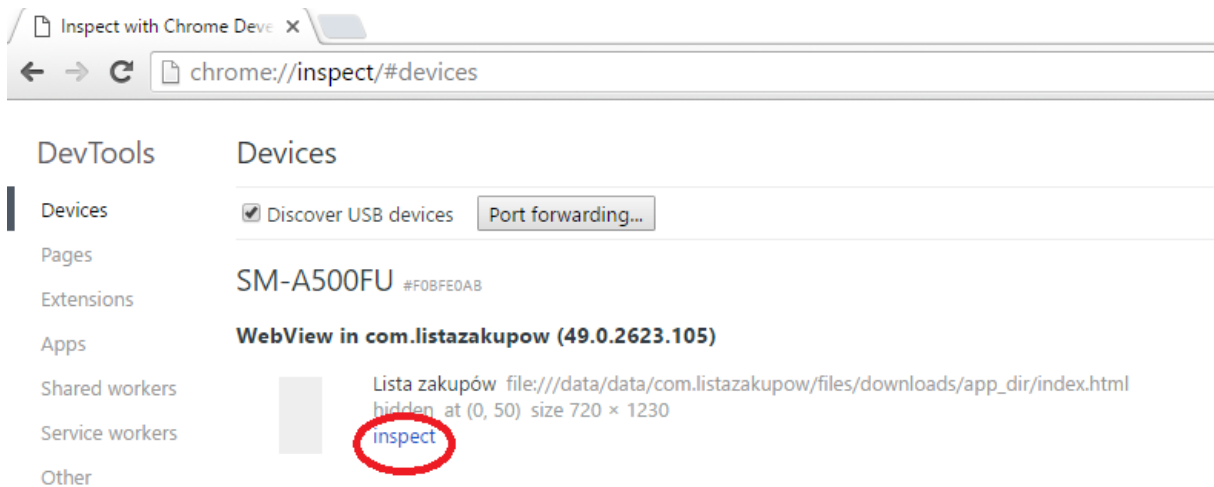 Inspect with Chrome Deve
chrome://inspect/#devices
DevTools
Devices
Pages
Extensions
Apps
Shared workers
Service workers
Other
Devices
Discover USB devices Port forwarding...
SM-A500FU #F0BFE0AB
WebView in com.listazakupow (49.0.2623.105)
Lista zakupów file:///data/data/com.listazakupow/files/downloads/app_dir/index.html
hidden at (0, 50) size 720 × 1230
inspect